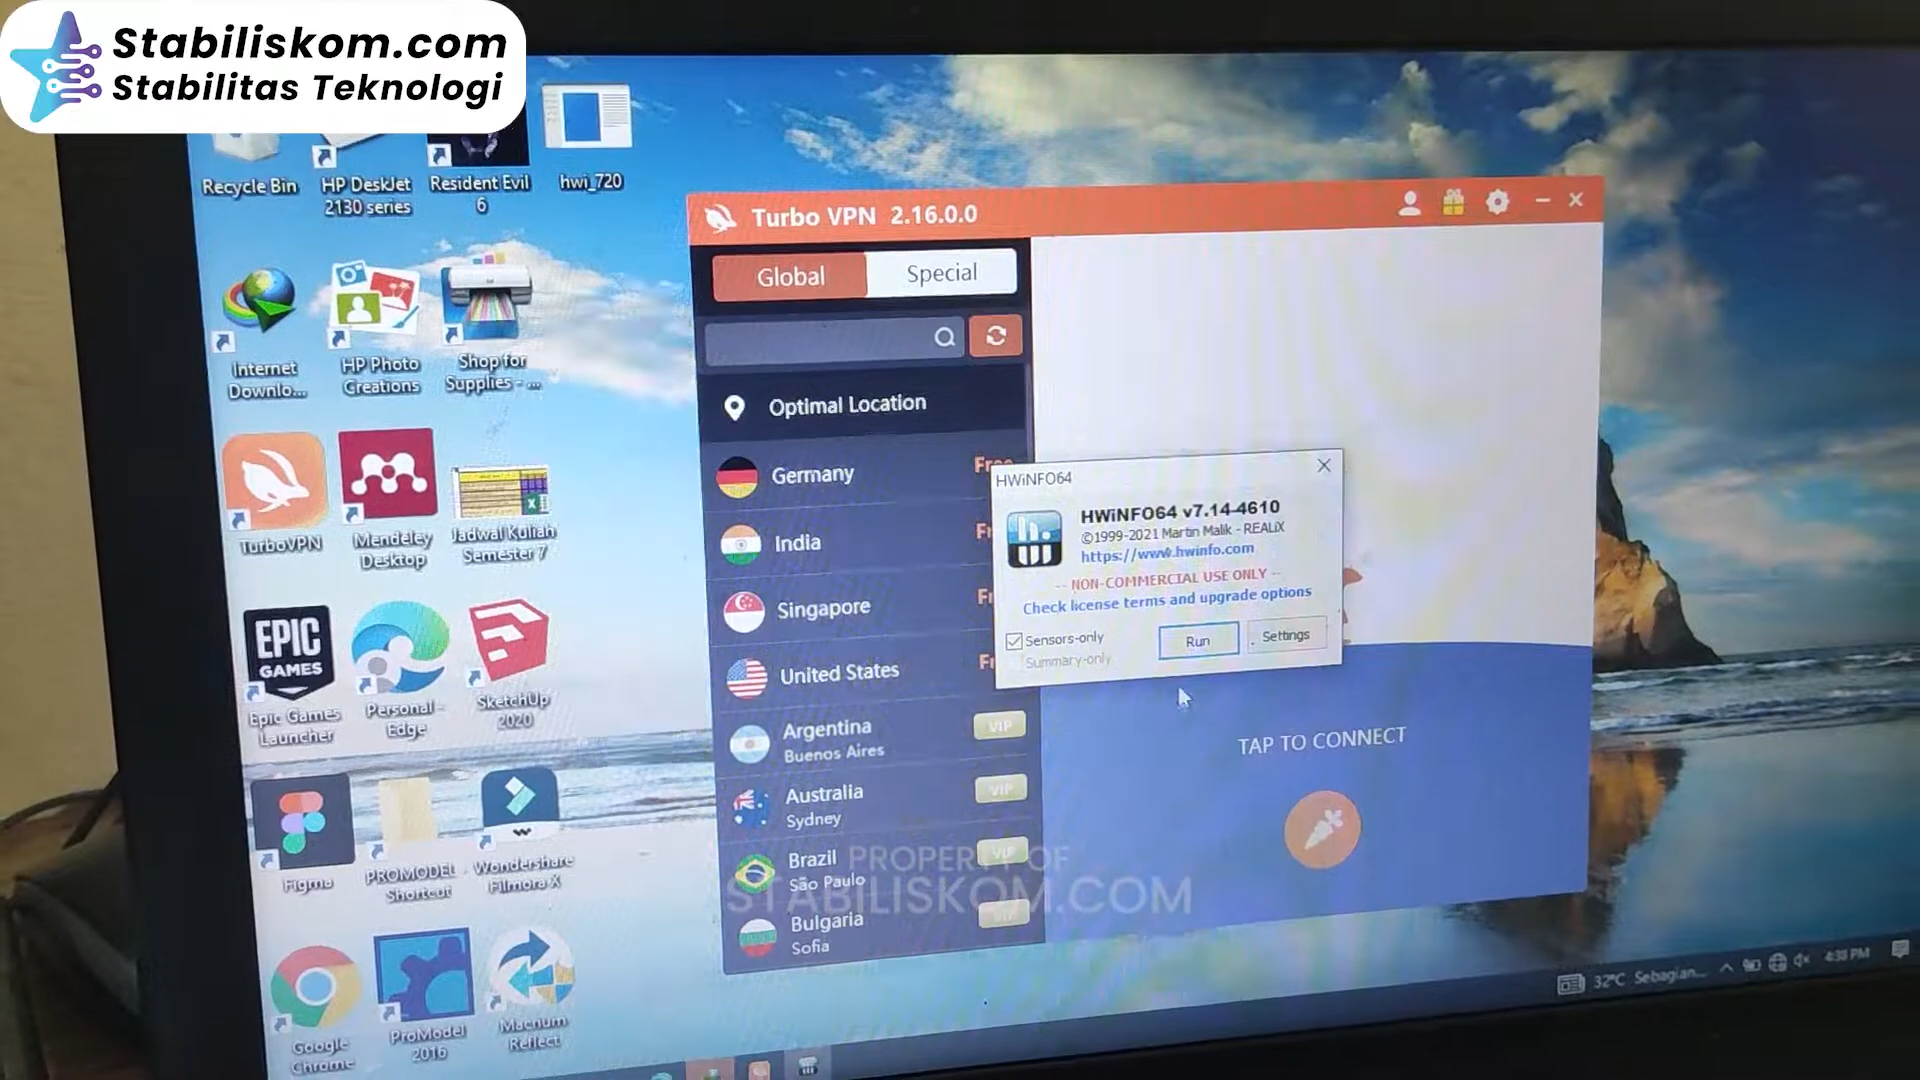 Stabiliskom.com
Stabilitas Teknologi
Recycle Bin
HP DeskJet
2130 series
Resident Evil
6
hwi_720
Internet
Downlo...
HP Photo
Creations
Shop for
Supplies - ...
TurboVPN
Mendeley
Desktop
Jadwal Kuliah
Semester 7
EPIC
GAMES
Epic Games
Launcher
Personal -
Edge
SketchUp
2020
Figma
PROMODEL
Shortcut
Wondershare
Filmora X
Google
Chrome
ProModel
2016
Macrium
Reflect
Turbo VPN 2.16.0.0
Global
Special
Optimal Location
Germany
India
Singapore
United States
Argentina
Buenos Aires
VIP
Australia
Sydney
VIP
Brazil
São Paulo
VIP
Bulgaria
Sofia
VIP
HWiNFO64
HWiNFO64 v7.14-4610
©1999-2021 Martin Malik - REALiX
https://www.hwinfo.com
-- NON-COMMERCIAL USE ONLY --
Check license terms and upgrade options
Sensors-only
Summary-only
Run
Settings
TAP TO CONNECT
PROPERTY OF
STABILISKOM.COM
32°C Sebagian...
4:38 PM